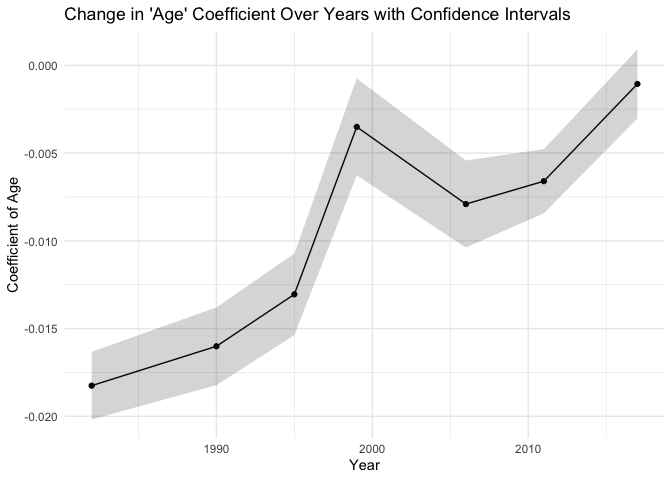 Change in 'Age' Coefficient Over Years with Confidence Intervals
0.000
-0.005
-0.010
-0.015
-0.020
Coefficient of Age
1990 2000 2010
Year